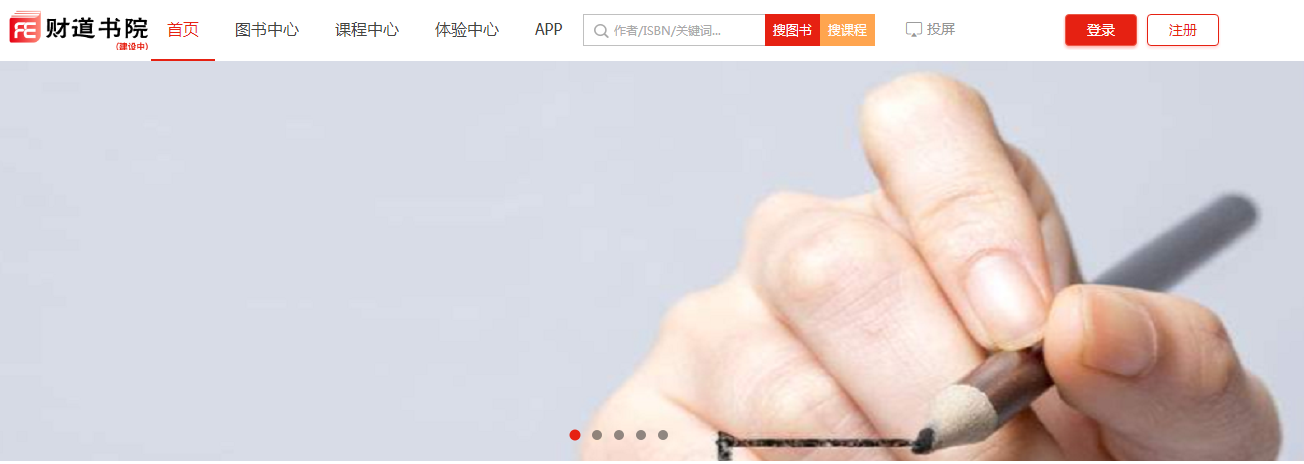 财道书院
(建设中)
首页 图书中心 课程中心 体验中心 APP
作者/ISBN/关键词... 搜图书 搜课程
投屏
登录 注册